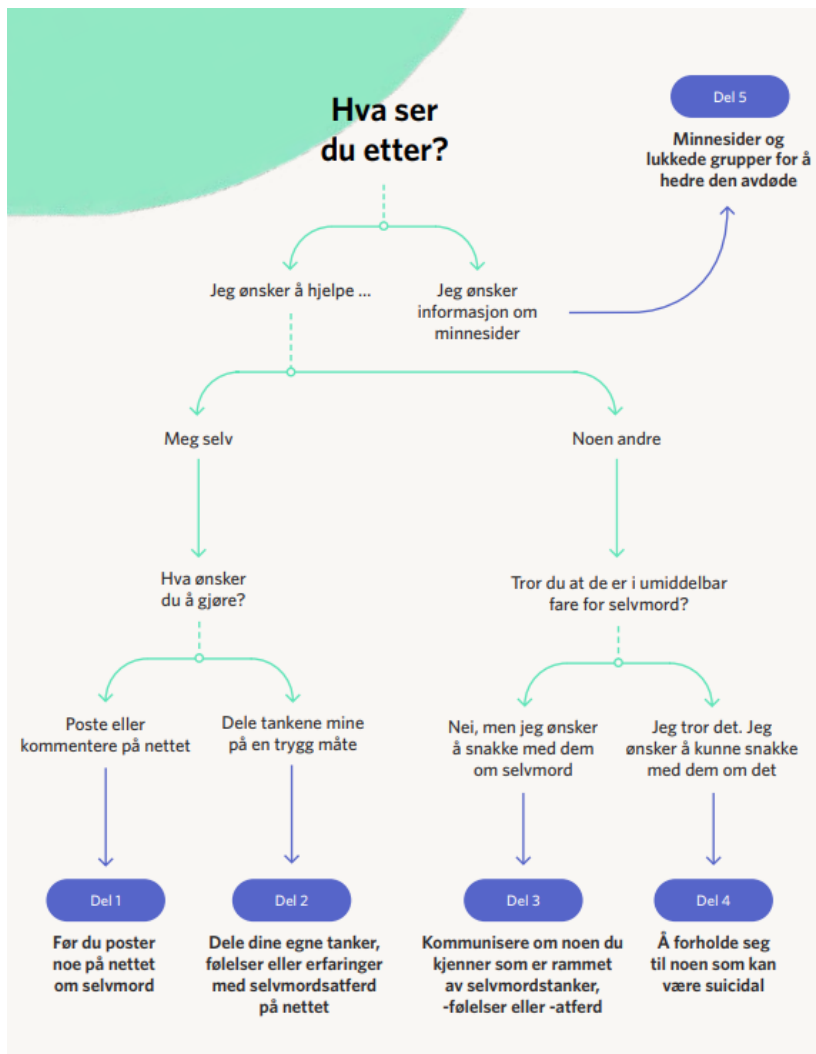 Hva ser
du etter?
Del 5
Minnesider og
lukkede grupper for å
hedre den avdøde
Jeg ønsker å hjelpe ...
Jeg ønsker
informasjon om
minnesider
Meg selv
Noen andre
Hva ønsker
du å gjøre?
Tror du at de er i umiddelbar
fare for selvmord?
Poste eller
kommentere på nettet
Dele tankene mine
på en trygg måte
Nei, men jeg ønsker
å snakke med dem
om selvmord
Jeg tror det. Jeg
ønsker å kunne snakke
med dem om det
Del 1
Før du poster
noe på nettet
om selvmord
Del 2
Dele dine egne tanker,
følelser eller erfaringer
med selvmordsatferd
på nettet
Del 3
Kommunisere om noen du
kjenner som er rammet
av selvmordstanker,
-følelser eller -atferd
Del 4
Å forholde seg
til noen som kan
være suicidal